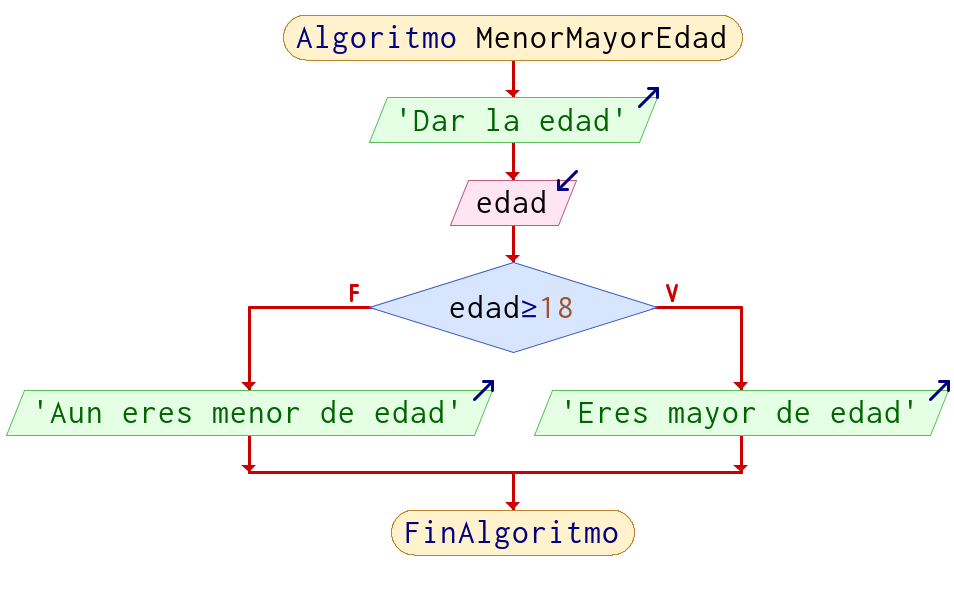 Algoritmo MenorMayorEdad
'Dar la edad'
edad
edad≥18
F
V
'Aun eres menor de edad'
'Eres mayor de edad'
FinAlgoritmo